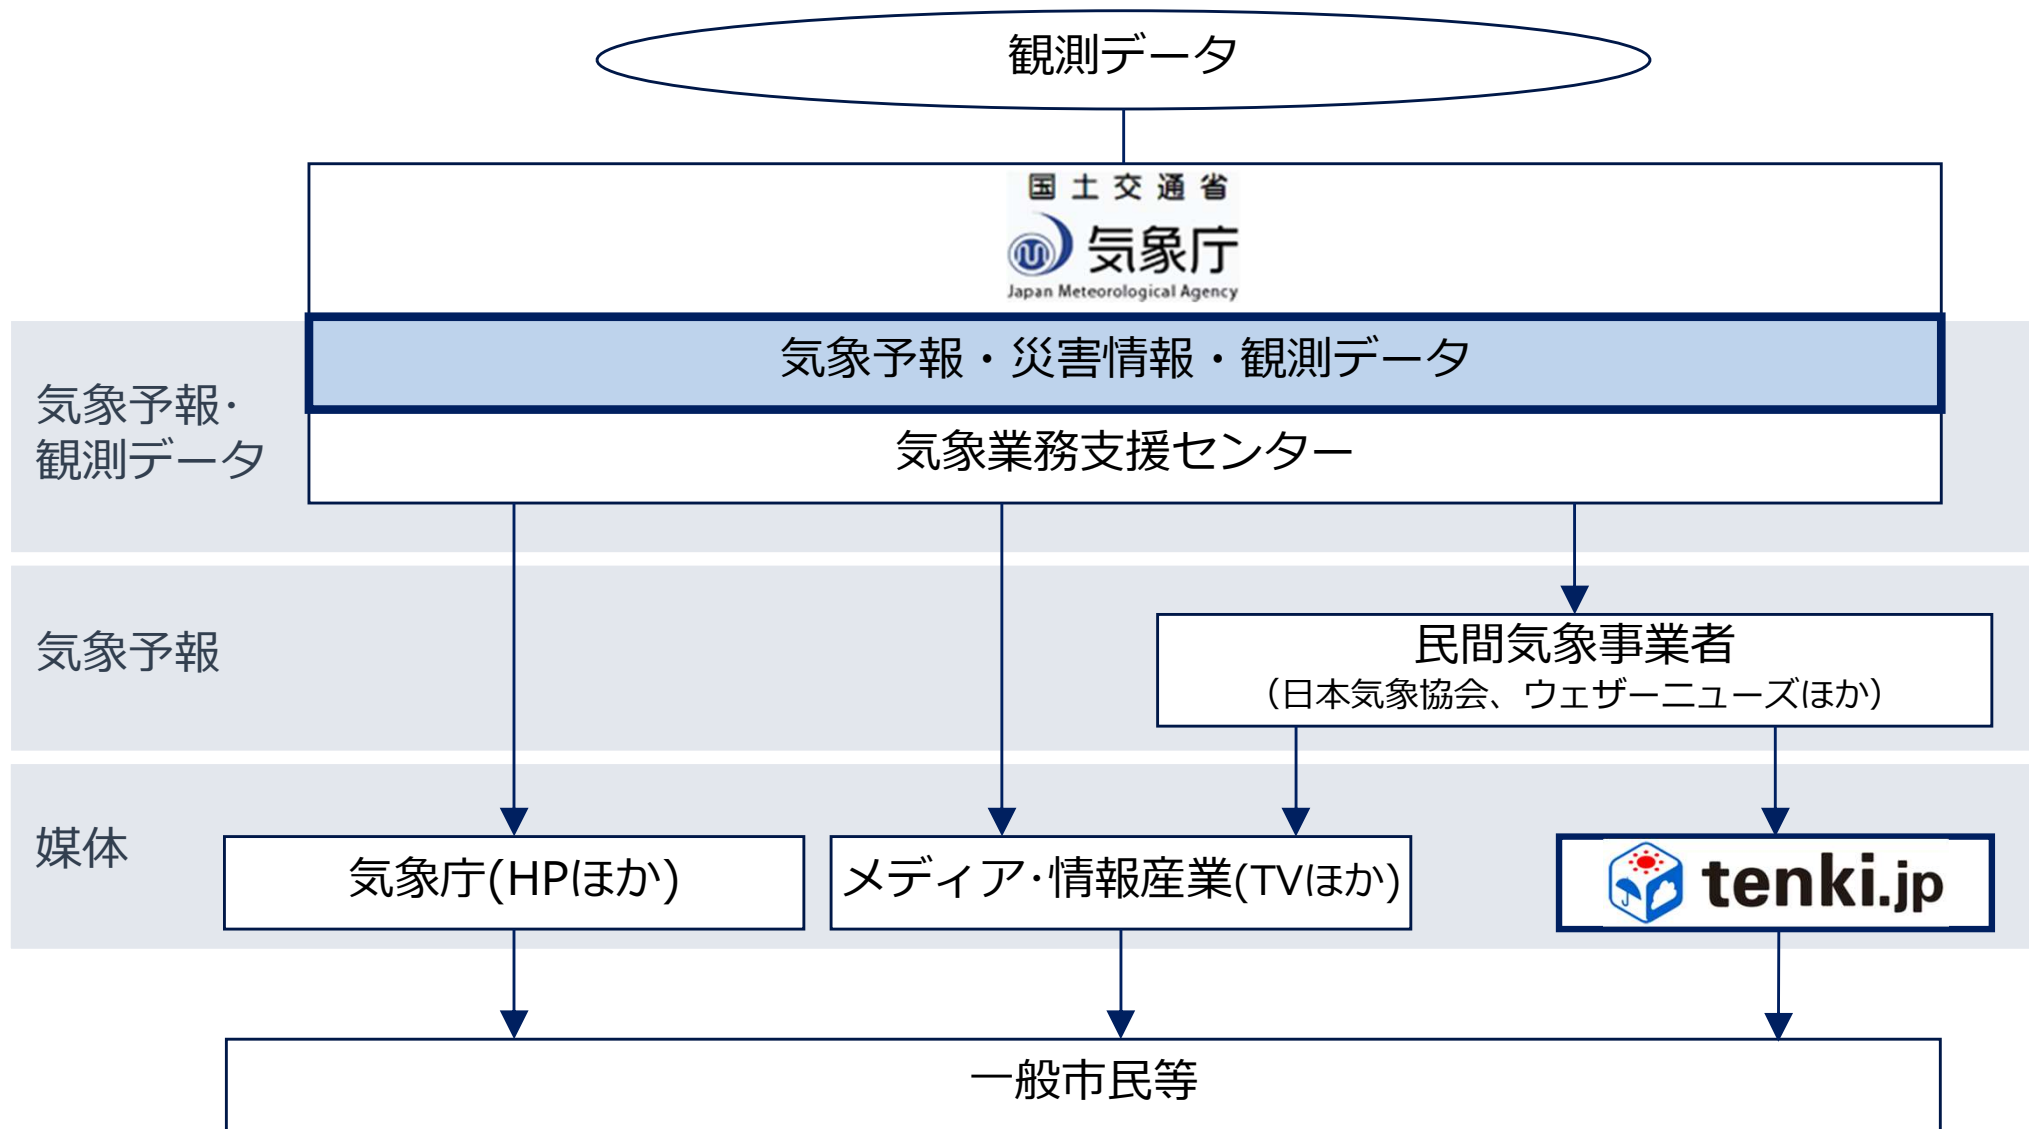 観測データ
国土交通省
気象庁
Japan Meteorological Agency
気象予報・災害情報・観測データ
気象予報･
観測データ
気象業務支援センター
気象予報
民間気象事業者
（日本気象協会、ウェザーニューズほか）
媒体
気象庁(HPほか)
メディア･情報産業(TVほか)
tenki.jp
一般市民等